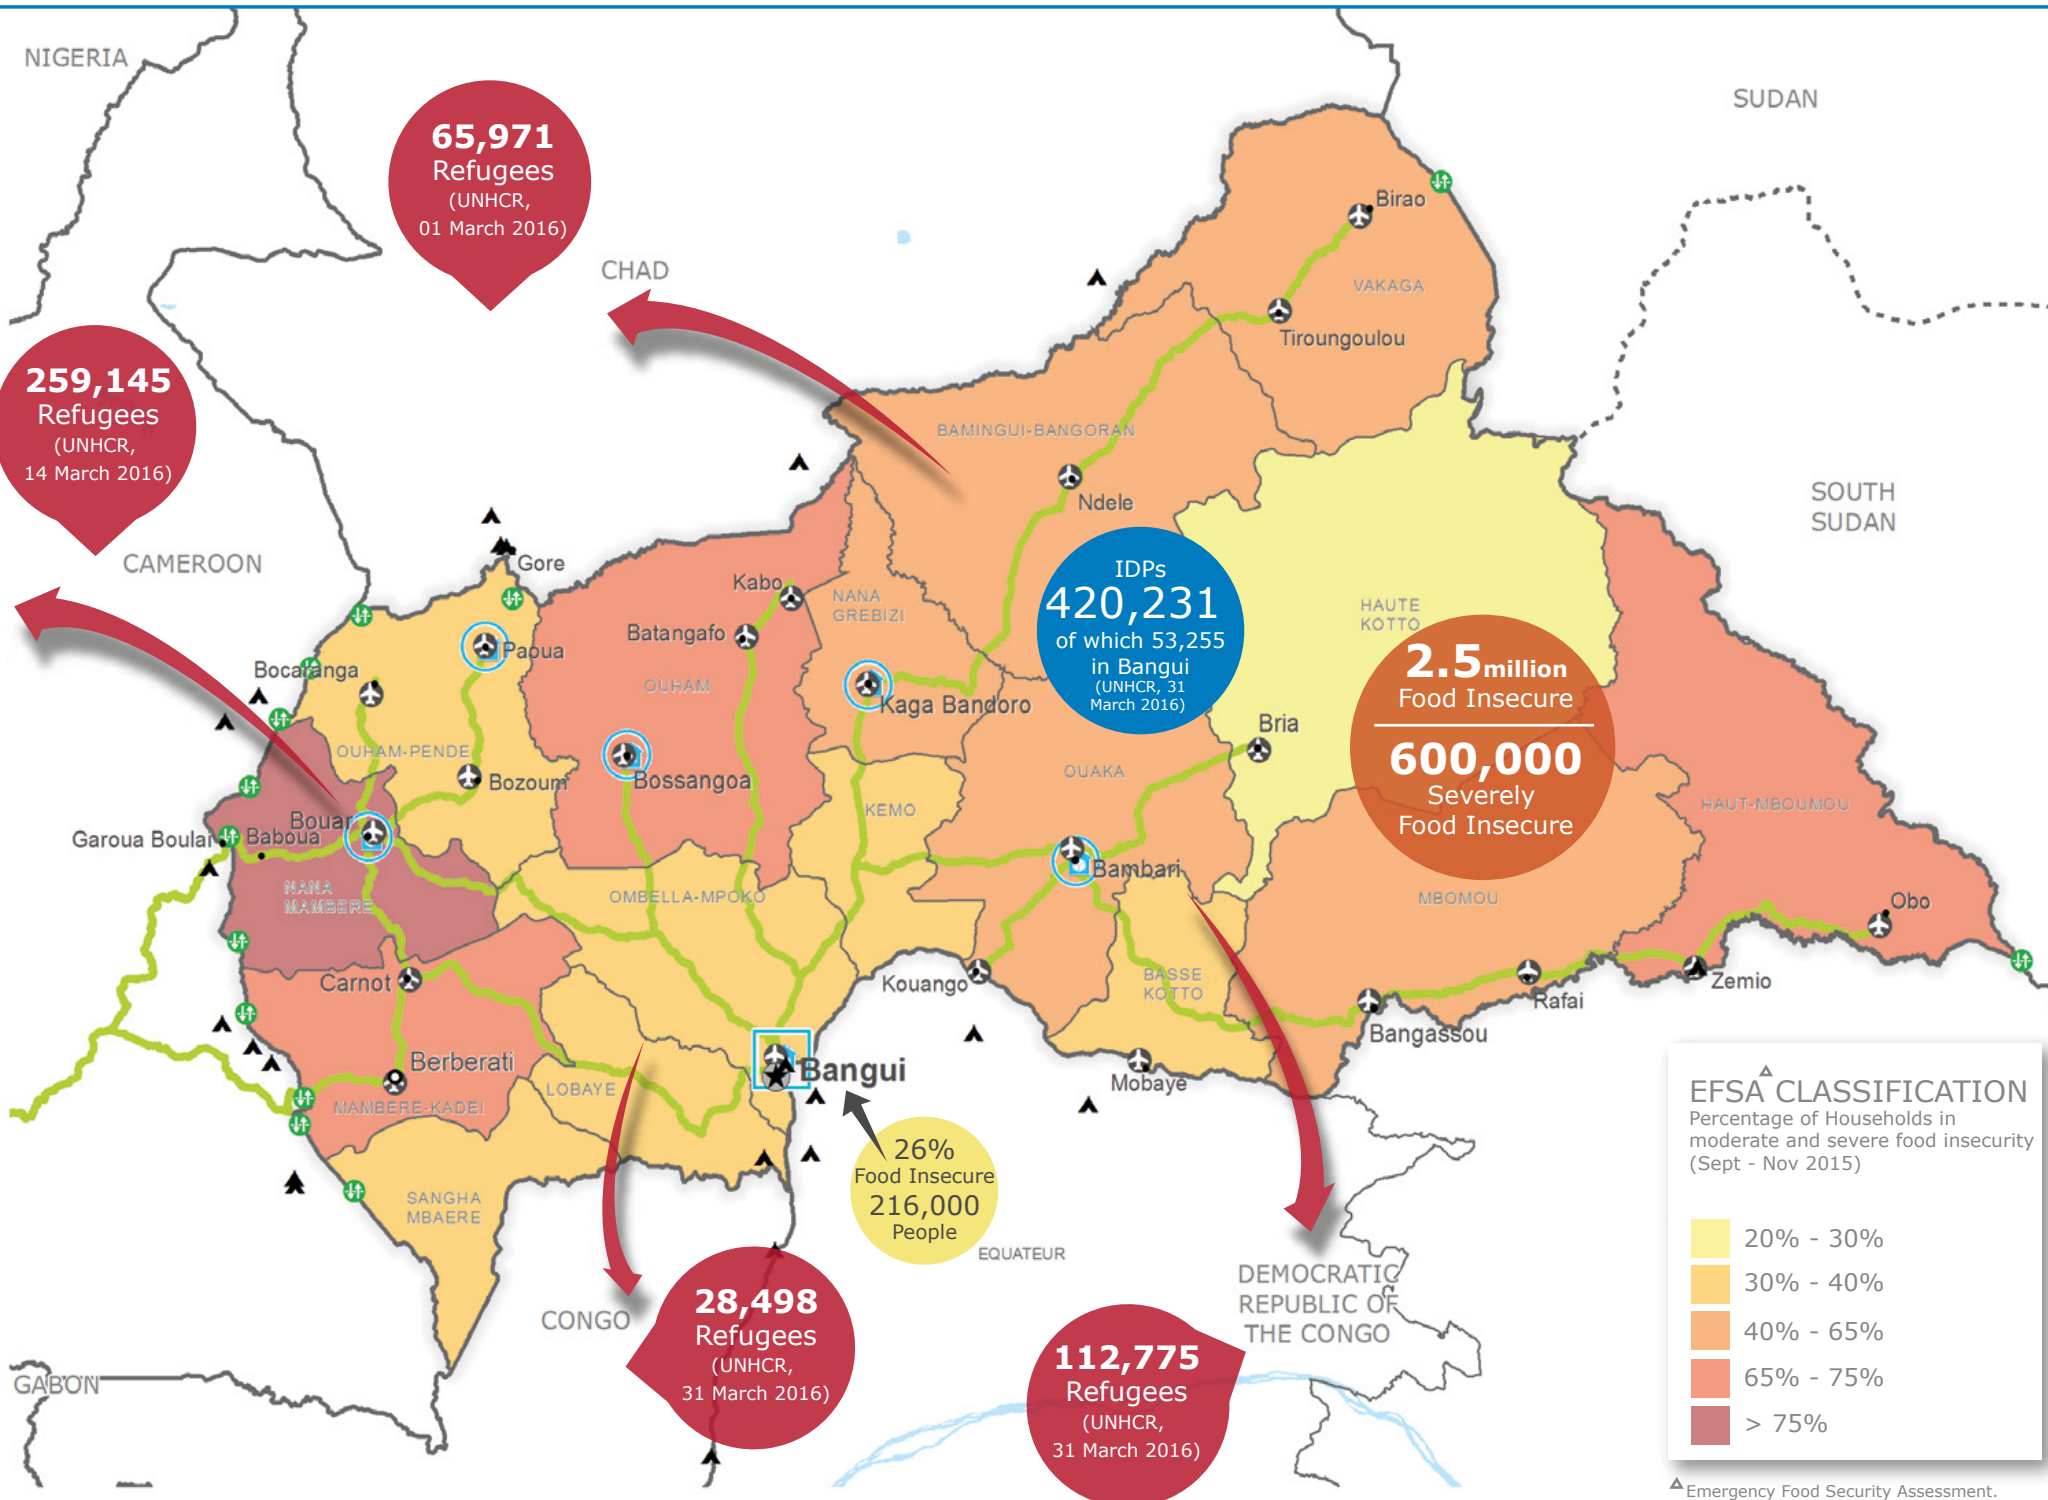 NIGERIA
SUDAN
65,971
Refugees
(UNHCR,
01 March 2016)
CHAD
Birao
VAKAGA
Tiroungoulou
259,145
Refugees
(UNHCR,
14 March 2016)
BAMINGUI-BANGORAN
Ndele
SOUTH
SUDAN
CAMEROON
Gore
Kabo
NANA
GREBIZI
IDPs
420,231
of which 53,255
in Bangui
(UNHCR, 31
March 2016)
HAUTE
KOTTO
Batangafo
Paoua
Bocaranga
OUHAM
Kaga Bandoro
2.5 million
Food Insecure
600,000
Severely
Food Insecure
Bria
OUHAM-PENDE
Bozoum
Bossangoa
OUAKA
KEMO
HAUT-MBOUMOU
Garoua Boulai
Baboua
Bouar
Bambari
NANA
MAMBERE
OMBELLA-MPOKO
MBOMOU
Obo
Carnot
Kouango
BASSE
KOTTO
Rafai
Zemio
Bangassou
Berberati
Bangui
Mobaye
LOBAYE
MAMBERE-KADEI
26%
Food Insecure
216,000
People
SANGHA
MBAERE
EQUATEUR
DEMOCRATIC
REPUBLIC OF
THE CONGO
CONGO
28,498
Refugees
(UNHCR,
31 March 2016)
112,775
Refugees
(UNHCR,
31 March 2016)
GABON
EFSA CLASSIFICATION
Percentage of Households in
moderate and severe food insecurity
(Sept - Nov 2015)
20% - 30%
30% - 40%
40% - 65%
65% - 75%
> 75%
Emergency Food Security Assessment.